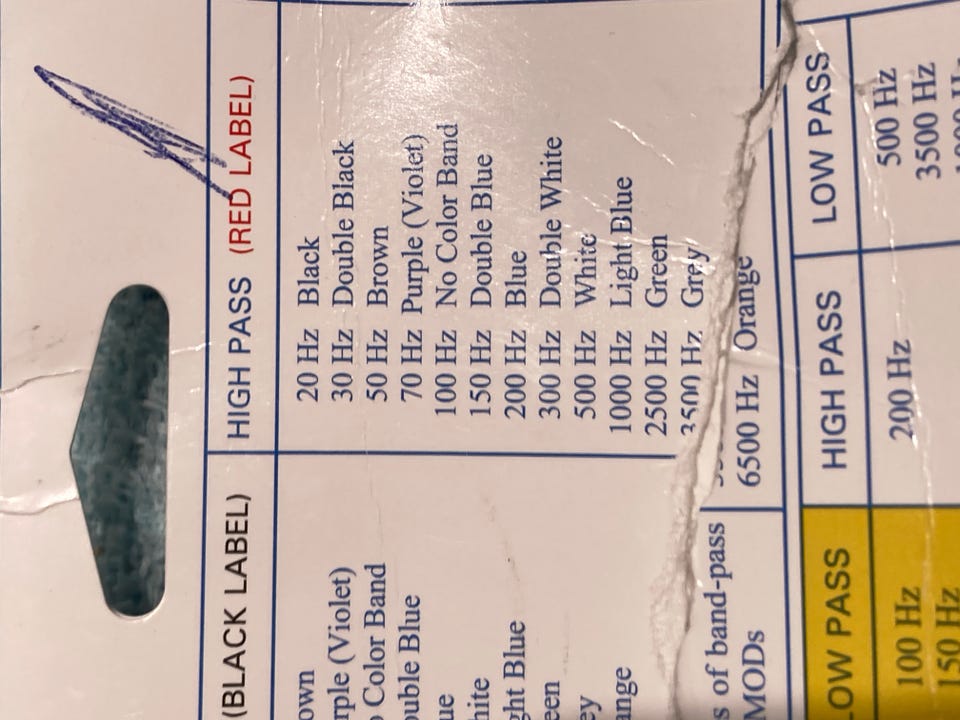 (BLACK LABEL)
HIGH PASS (RED LABEL)
20 Hz Black
30 Hz Double Black
50 Hz Brown
70 Hz Purple (Violet)
100 Hz No Color Band
150 Hz Double Blue
200 Hz Blue
300 Hz Double White
500 Hz White
1000 Hz Light Blue
2500 Hz Green
3500 Hz Grey
6500 Hz Orange
own
rple (Violet)
Color Band
ouble Blue
ue
hite
ght Blue
een
ey
ange
s of band-pass
MODs
LOW PASS
100 Hz
150 Hz
HIGH PASS
200 Hz
LOW PASS
500 Hz
3500 Hz